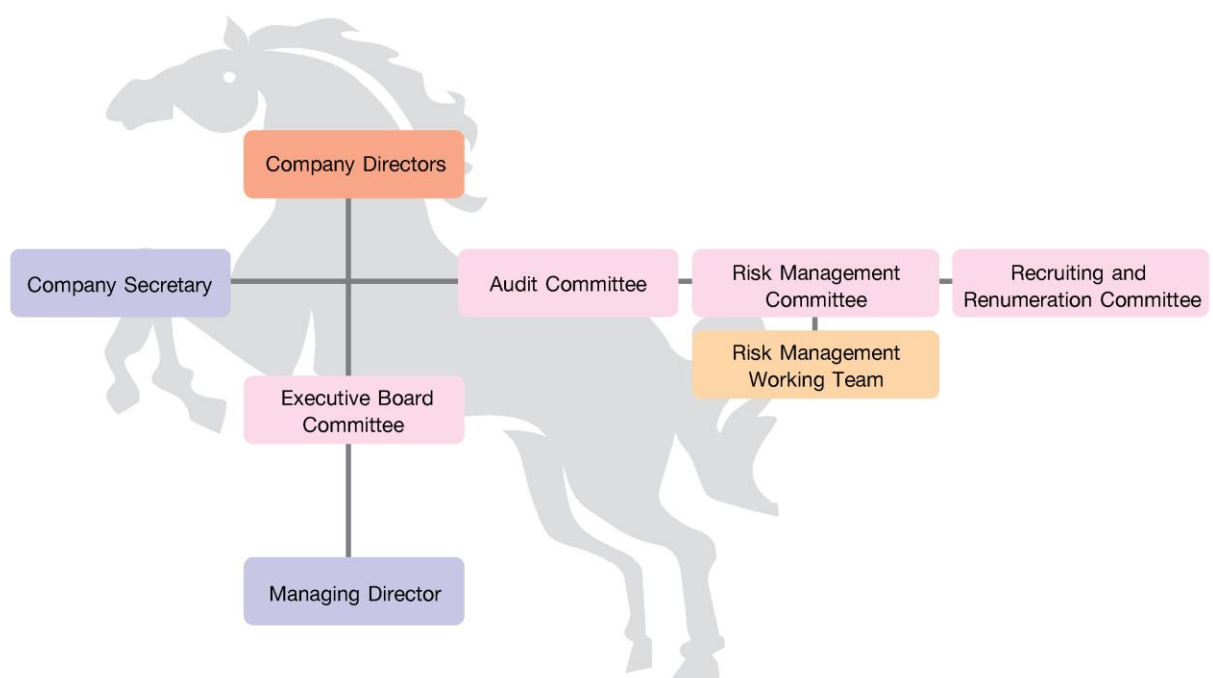 Company Directors
Company Secretary
Audit Committee
Risk Management
Committee
Recruiting and
Renumeration Committee
Risk Management
Working Team
Executive Board
Committee
Managing Director